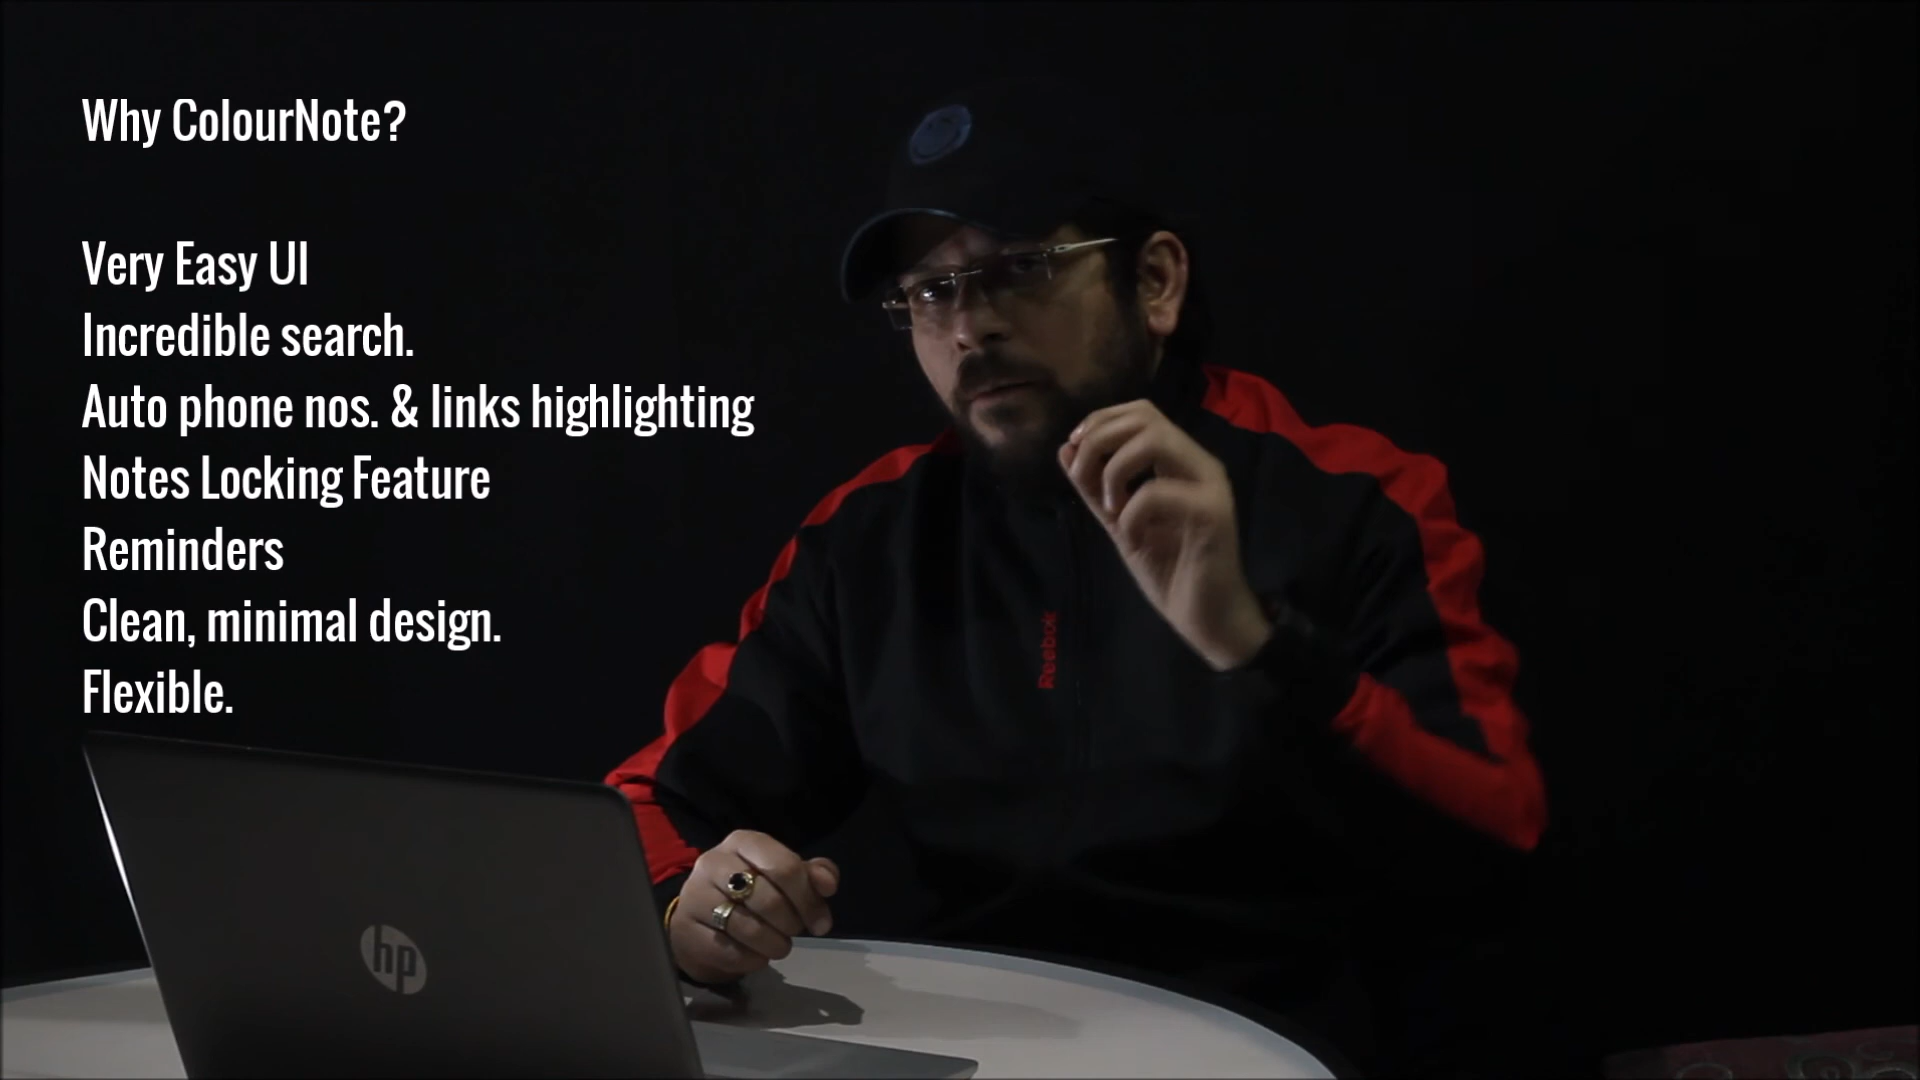 Why ColourNote?
Very Easy UI
Incredible search.
Auto phone nos. & links highlighting
Notes Locking Feature
Reminders
Clean, minimal design.
Flexible.
Reebok
hp